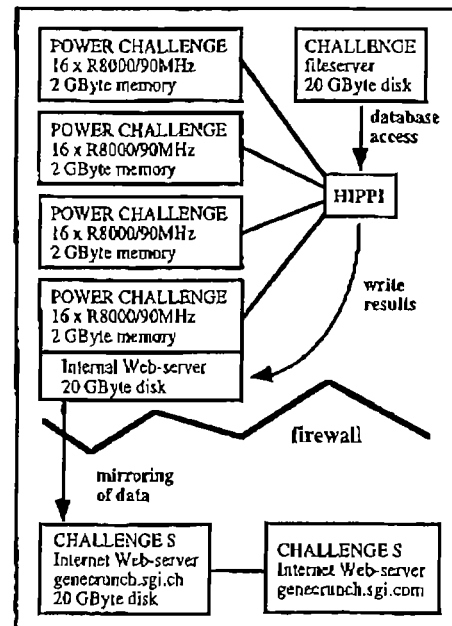 POWER CHALLENGE
16 x R8000/90MHz
2 GByte memory
CHALLENGE
fileserver
20 GByte disk
database
access
POWER CHALLENGE
16 x R8000/90MHz
2 GByte memory
HIPPI
POWER CHALLENGE
16 x R8000/90MHz
2 GByte memory
POWER CHALLENGE
16 x R8000/90MHz
2 GByte memory
write
results
Internal Web-server
20 GByte disk
firewall
mirroring
of data
CHALLENGE S
Internet Web-server
genecrunch.sgi.ch
20 GByte disk
CHALLENGE S
Internet Web-server
genecrunch.sgi.com